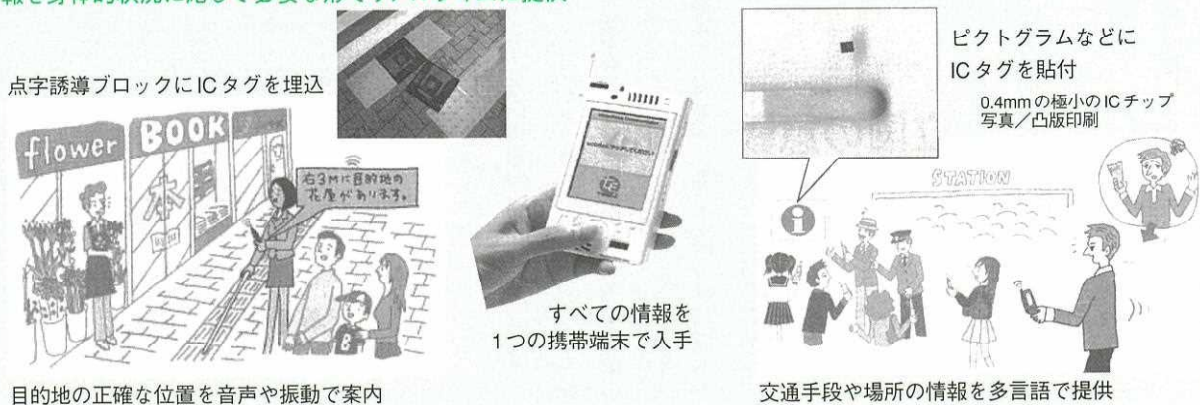 報を身体的状況に応じて必要な形でリアルタイムに提供
点字誘導ブロックにICタグを埋込
flower
BOOK
本
右3Mに目的地の
花屋があります。
目的地の正確な位置を音声や振動で案内
すべての情報を
1つの携帯端末で入手
ピクトグラムなどに
ICタグを貼付
0.4mmの極小のICチップ
写真／凸版印刷
STATION
i
B
交通手段や場所の情報を多言語で提供